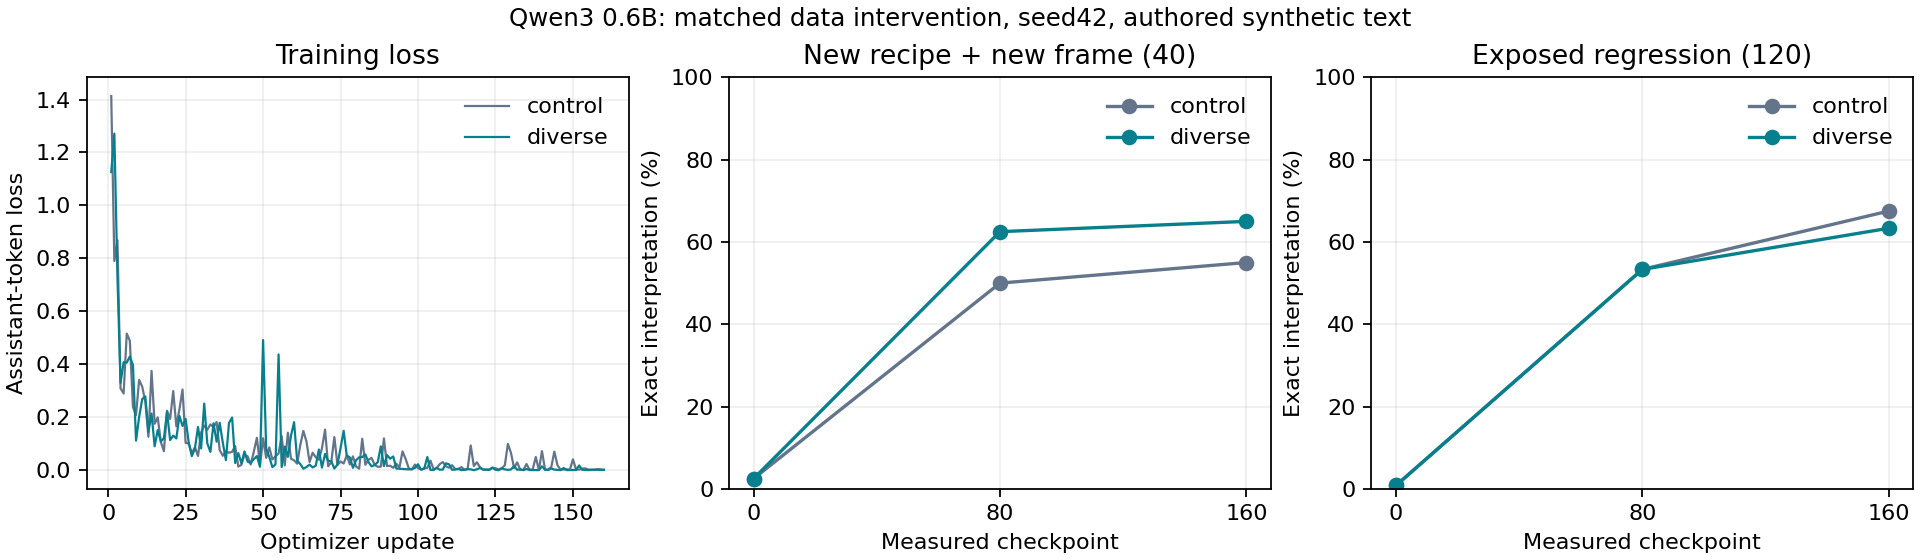 Qwen3 0.6B: matched data intervention, seed42, authored synthetic text
Training loss
Assistant-token loss
1.4
1.2
1.0
0.8
0.6
0.4
0.2
0.0
control
diverse
0
25
50
75
100
125
150
Optimizer update
New recipe + new frame (40)
Exact interpretation (%)
100
80
60
40
20
0
control
diverse
0
80
160
Measured checkpoint
Exposed regression (120)
Exact interpretation (%)
100
80
60
40
20
0
control
diverse
0
80
160
Measured checkpoint